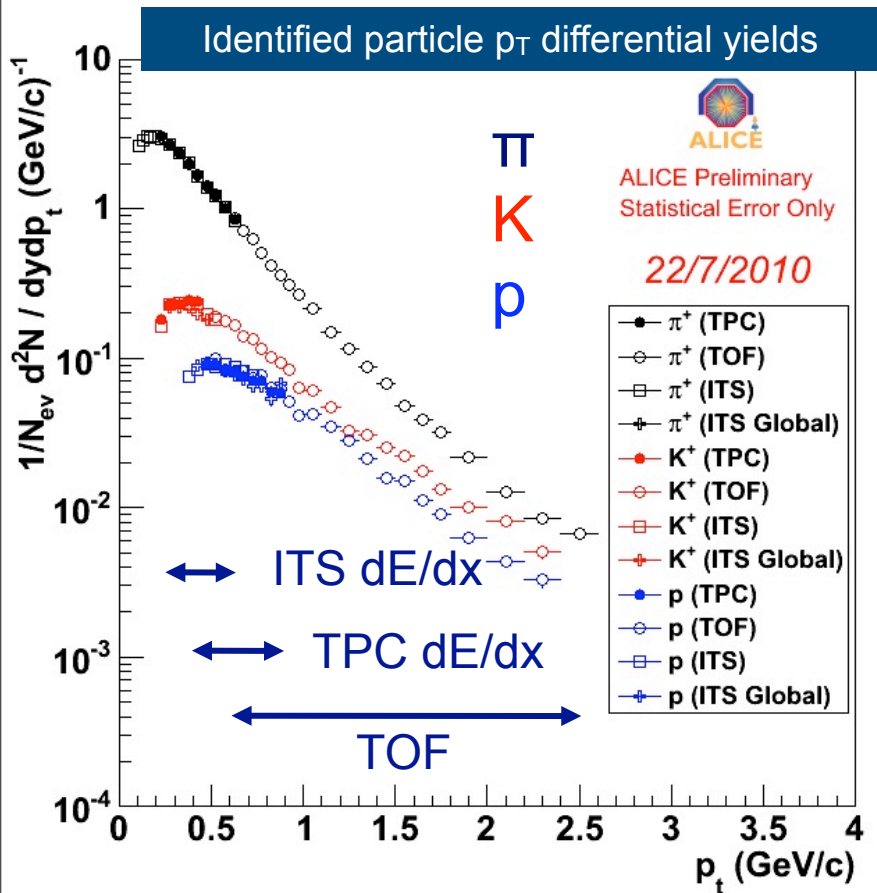 Identified particle pT differential yields
1/Nev d²N / dydpt (GeV/c)⁻¹
10
1
10⁻¹
10⁻²
10⁻³
10⁻⁴
π
K
p
ALICE
ALICE Preliminary
Statistical Error Only
22/7/2010
π⁺ (TPC)
π⁺ (TOF)
π⁺ (ITS)
π⁺ (ITS Global)
K⁺ (TPC)
K⁺ (TOF)
K⁺ (ITS)
K⁺ (ITS Global)
p (TPC)
p (TOF)
p (ITS)
p (ITS Global)
ITS dE/dx
TPC dE/dx
TOF
0 0.5 1 1.5 2 2.5 3 3.5 4
pt (GeV/c)